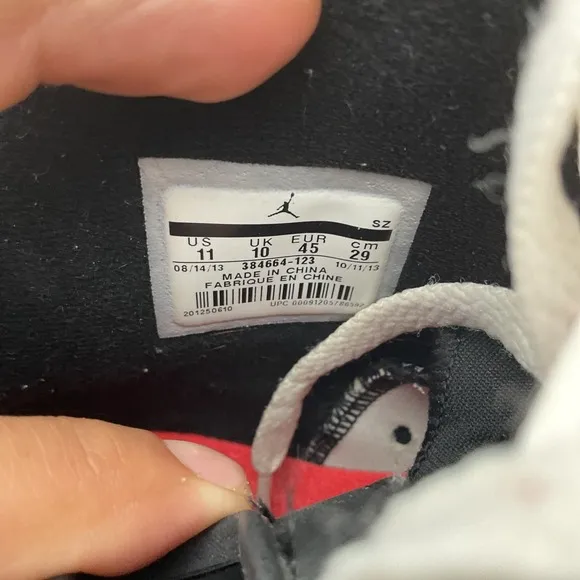 SZ
US UK EUR cm
11 10 45 29
08/14/13 384664-123 10/11/13
MADE IN CHINA
FABRIQUE EN CHINE
201250610 UPC